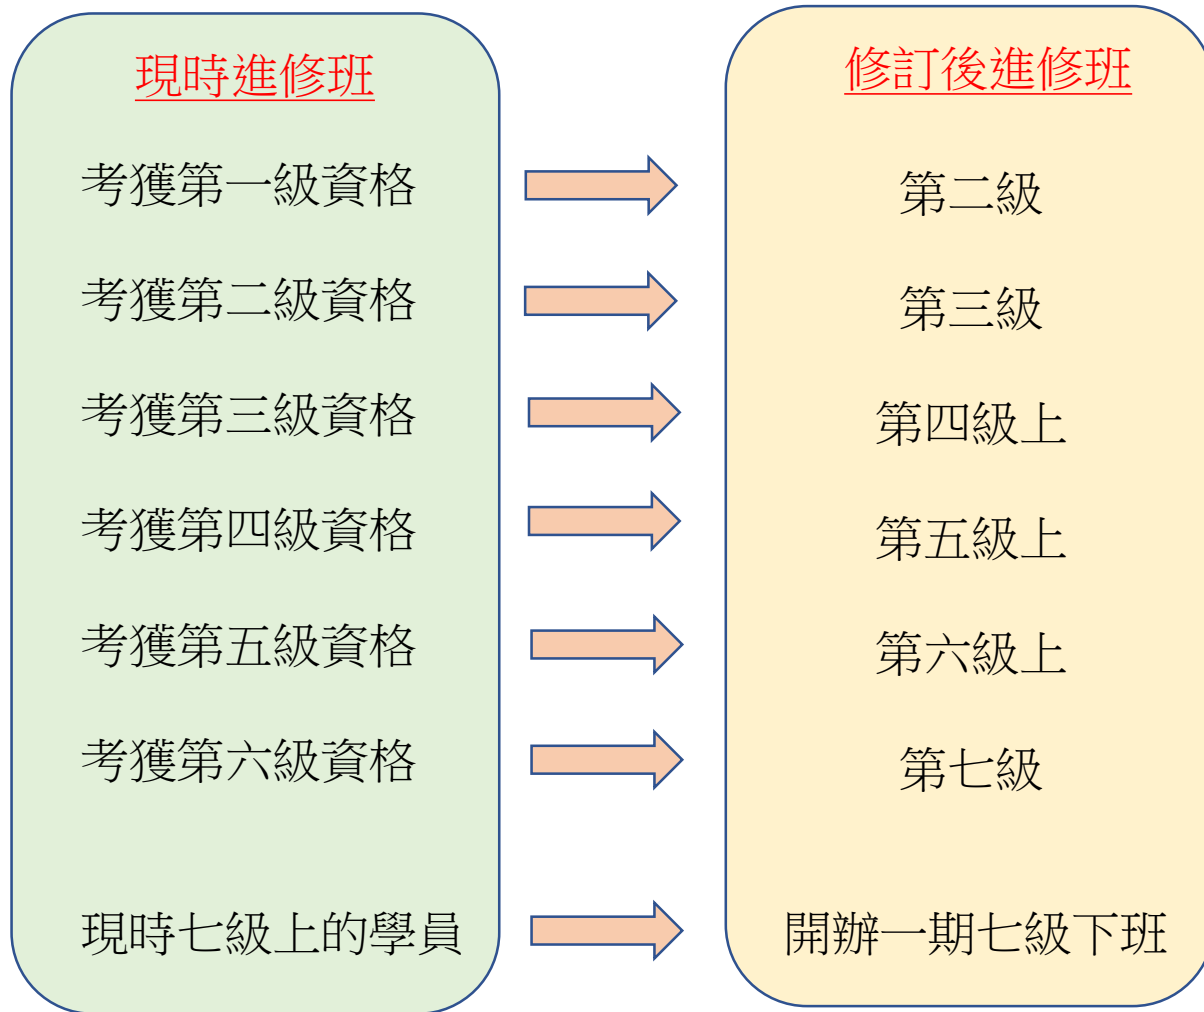 現時進修班
修訂後進修班
考獲第一級資格
第二級
考獲第二級資格
第三級
考獲第三級資格
第四級上
考獲第四級資格
第五級上
考獲第五級資格
第六級上
考獲第六級資格
第七級
現時七級上的學員
開辦一期七級下班